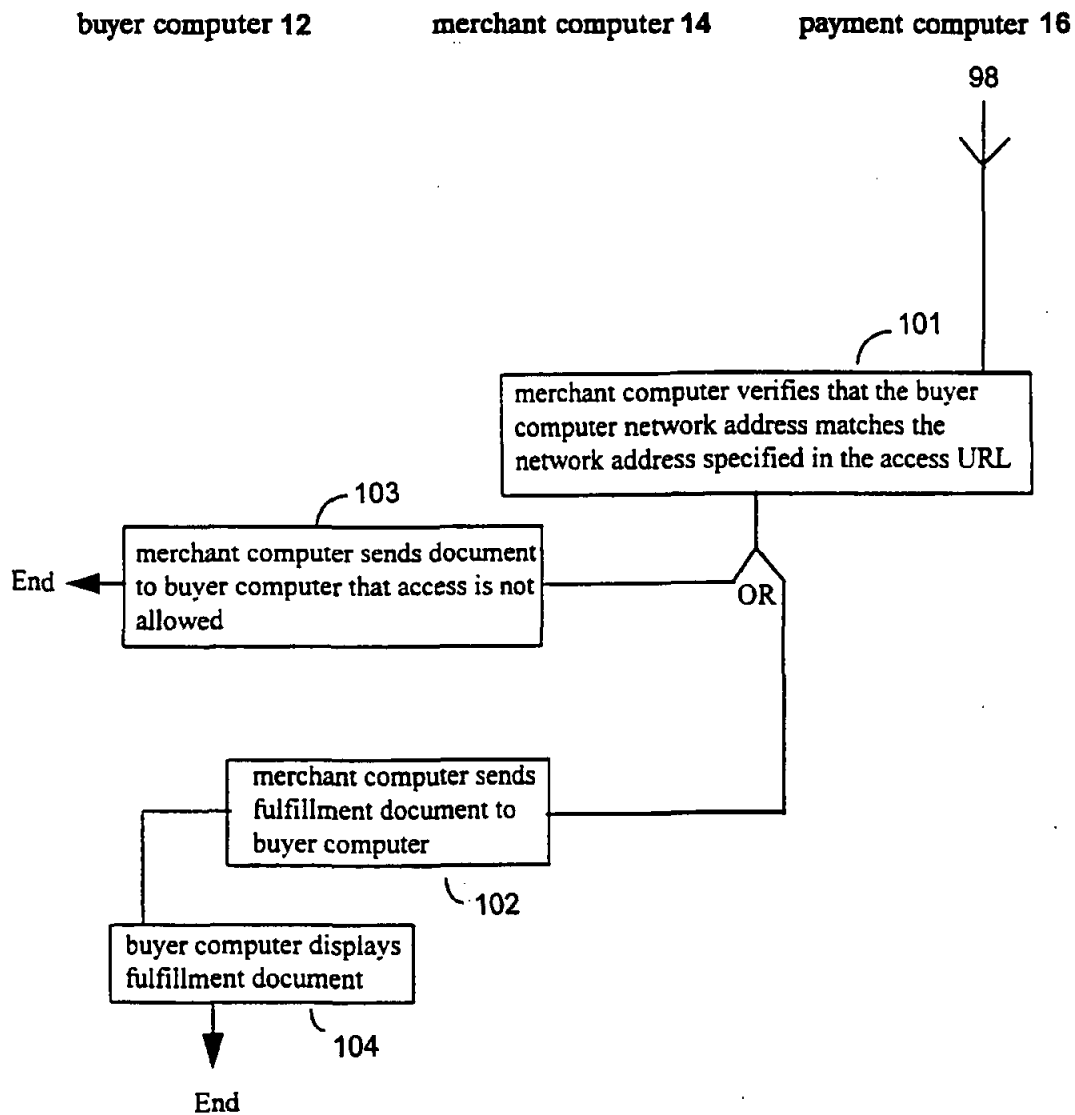 buyer computer 12 merchant computer 14 payment computer 16
98
101
merchant computer verifies that the buyer
computer network address matches the
network address specified in the access URL
103
merchant computer sends document
to buyer computer that access is not
allowed
End
OR
merchant computer sends
fulfillment document to
buyer computer
102
buyer computer displays
fulfillment document
104
End